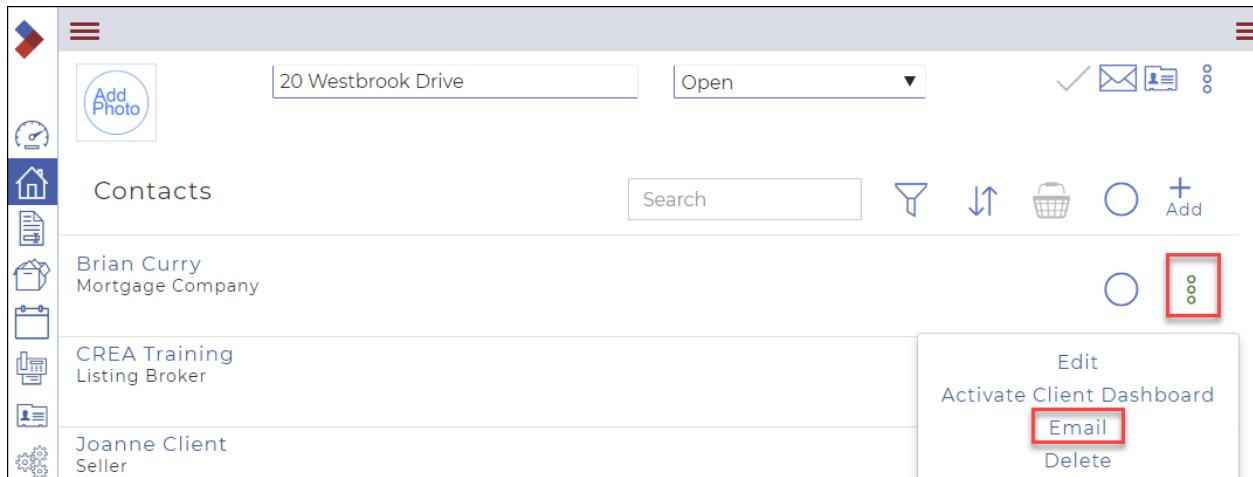 Add
Photo
20 Westbrook Drive
Open
Contacts
Search
Add
Brian Curry
Mortgage Company
CREA Training
Listing Broker
Edit
Activate Client Dashboard
Email
Delete
Joanne Client
Seller